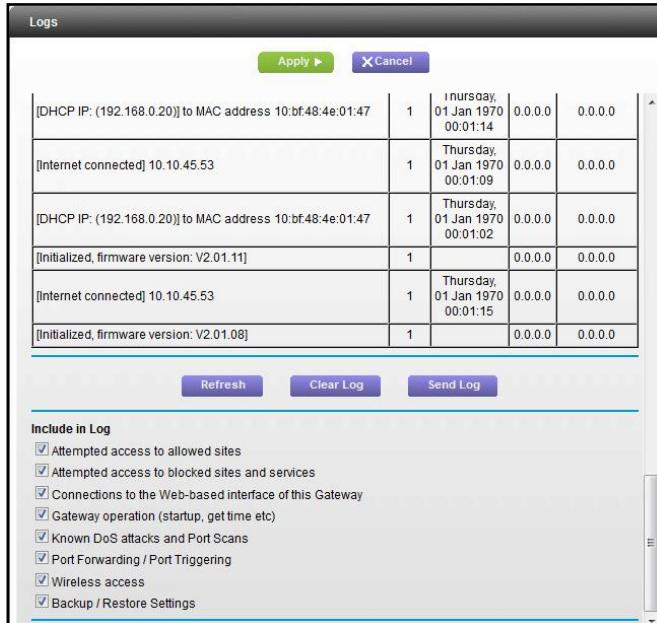 Logs
Apply
Cancel
Thursday,
[DHCP IP: (192.168.0.20)] to MAC address 10:bf:48:4e:01:47 1 01 Jan 1970 0.0.0.0 0.0.0.0
00:01:14
Thursday,
[Internet connected] 10.10.45.53 1 01 Jan 1970 0.0.0.0 0.0.0.0
00:01:09
Thursday,
[DHCP IP: (192.168.0.20)] to MAC address 10:bf:48:4e:01:47 1 01 Jan 1970 0.0.0.0 0.0.0.0
00:01:02
[Initialized, firmware version: V2.01.11] 1 0.0.0.0 0.0.0.0
Thursday,
[Internet connected] 10.10.45.53 1 01 Jan 1970 0.0.0.0 0.0.0.0
00:01:15
[Initialized, firmware version: V2.01.08] 1 0.0.0.0 0.0.0.0
Refresh Clear Log Send Log
Include in Log
Attempted access to allowed sites
Attempted access to blocked sites and services
Connections to the Web-based interface of this Gateway
Gateway operation (startup, get time etc)
Known DoS attacks and Port Scans
Port Forwarding / Port Triggering
Wireless access
Backup / Restore Settings